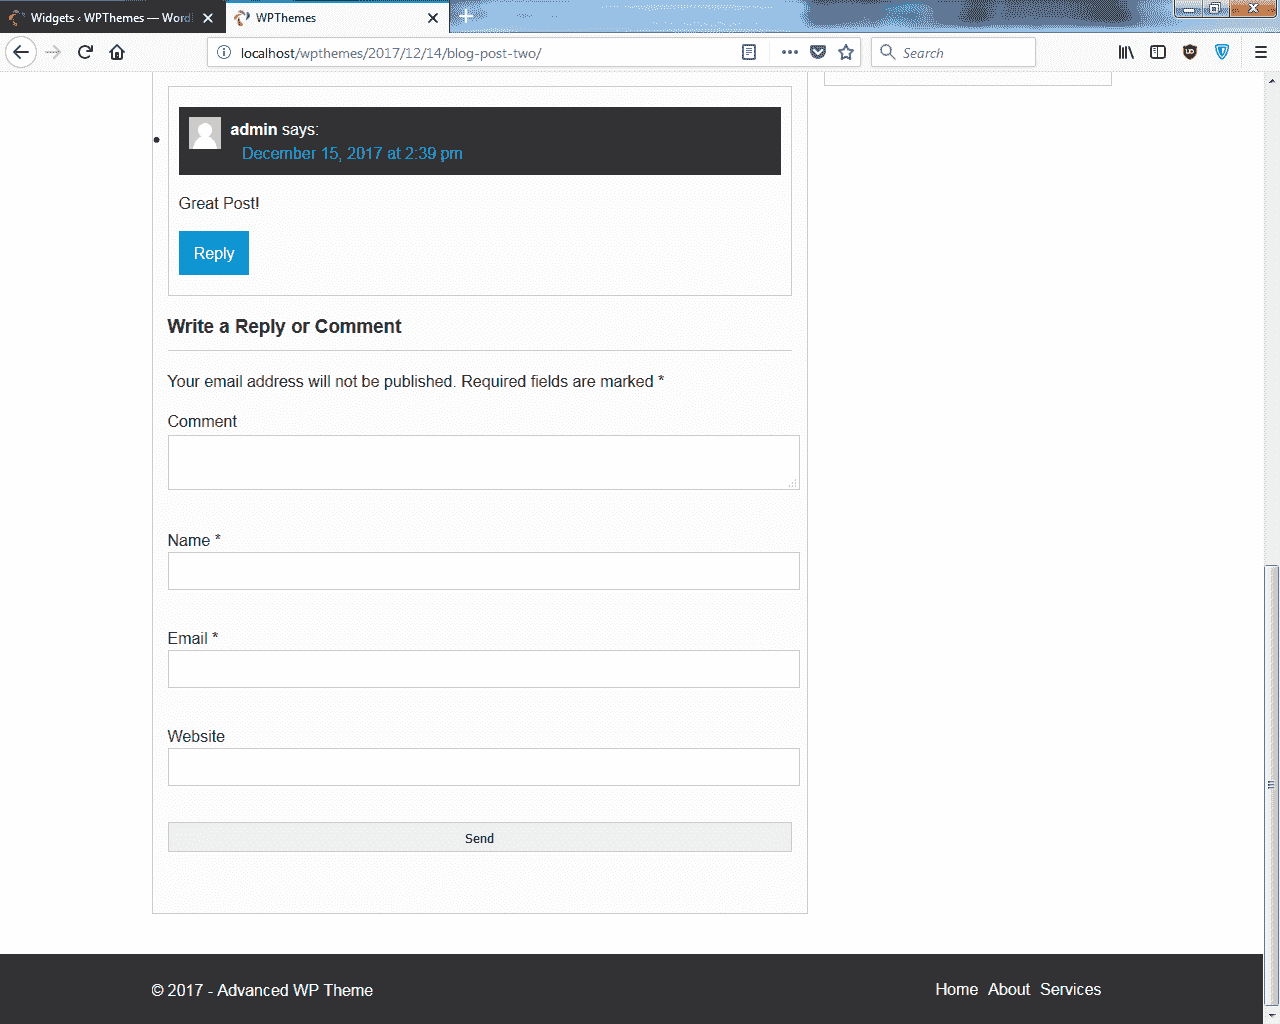 Widgets ‹ WPThemes — Word
WPThemes
localhost/wpthemes/2017/12/14/blog-post-two/
Search
admin says:
December 15, 2017 at 2:39 pm
Great Post!
Reply
Write a Reply or Comment
Your email address will not be published. Required fields are marked *
Comment
Name *
Email *
Website
Send
© 2017 - Advanced WP Theme
Home About Services